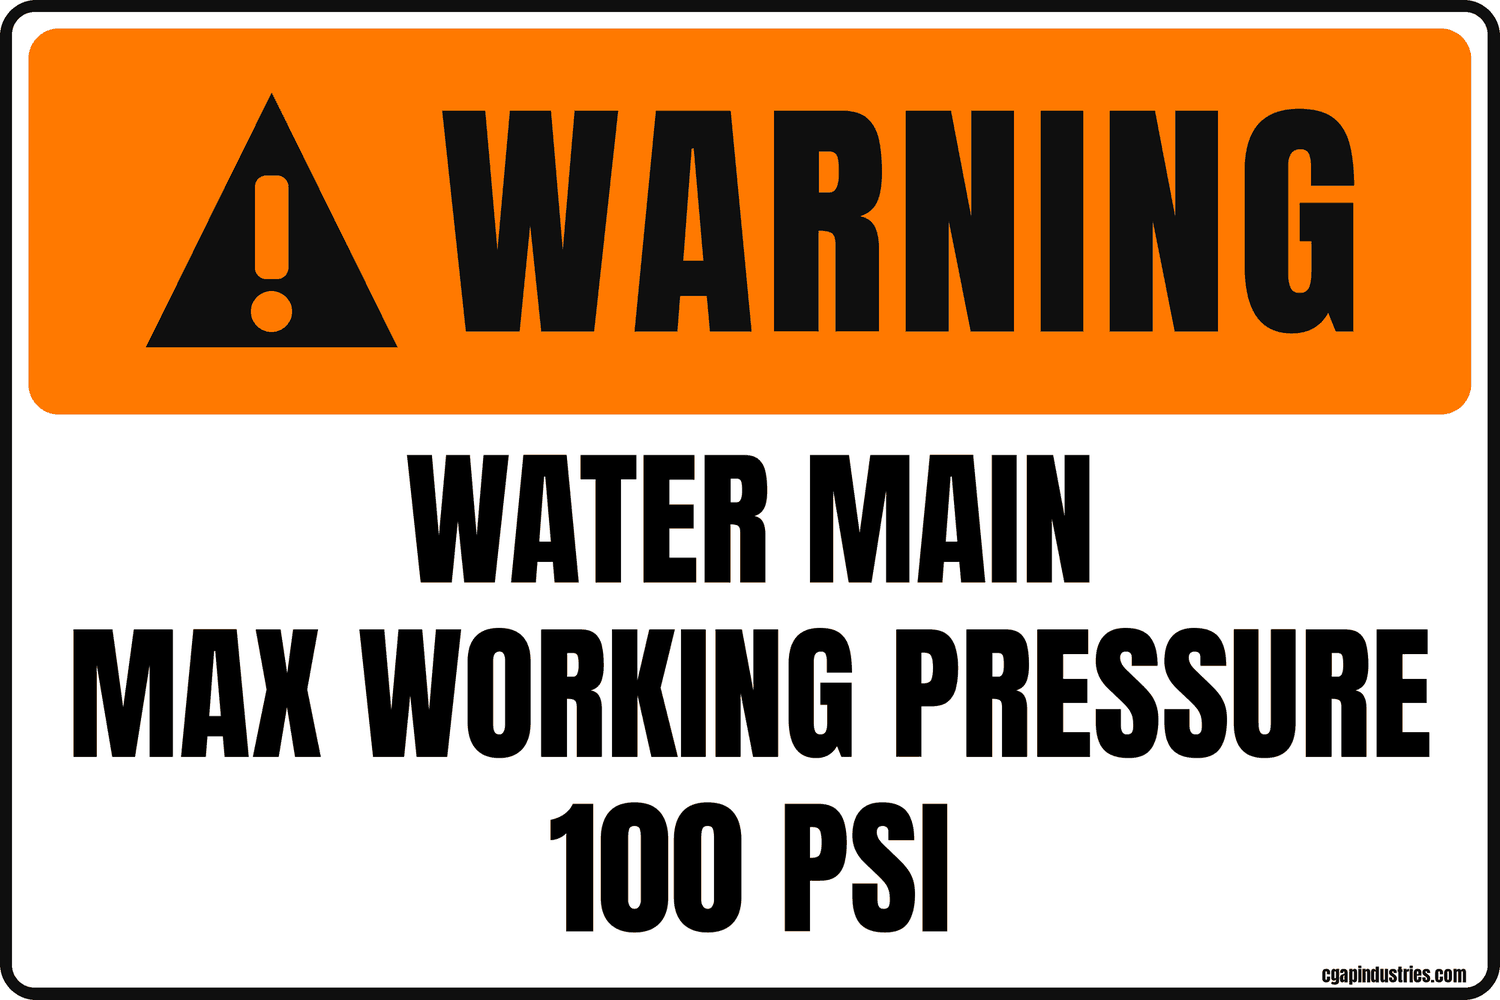 WARNING
WATER MAIN
MAX WORKING PRESSURE
100 PSI
cgapindustries.com